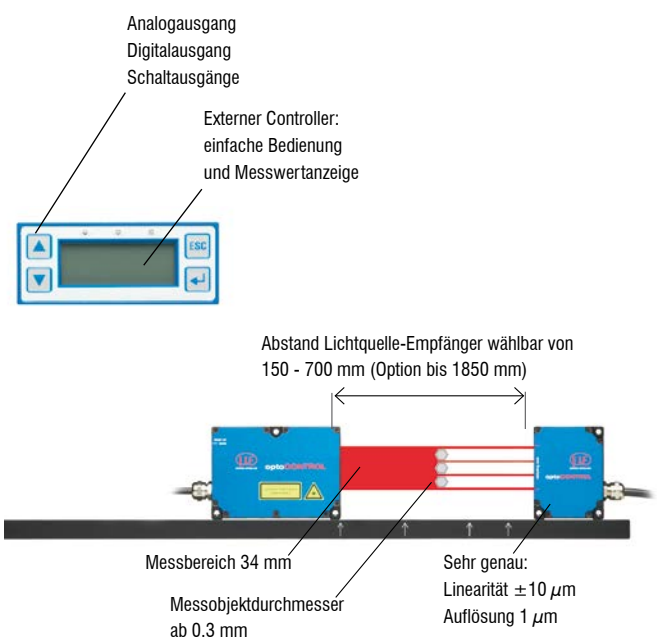 Analogausgang
Digitalausgang
Schaltausgänge
Externer Controller:
einfache Bedienung
und Messwertanzeige
ESC
Abstand Lichtquelle-Empfänger wählbar von
150 - 700 mm (Option bis 1850 mm)
optoCONTROL
optoCONTROL
Messbereich 34 mm
Messobjektdurchmesser
ab 0.3 mm
Sehr genau:
Linearität ±10 µm
Auflösung 1 µm